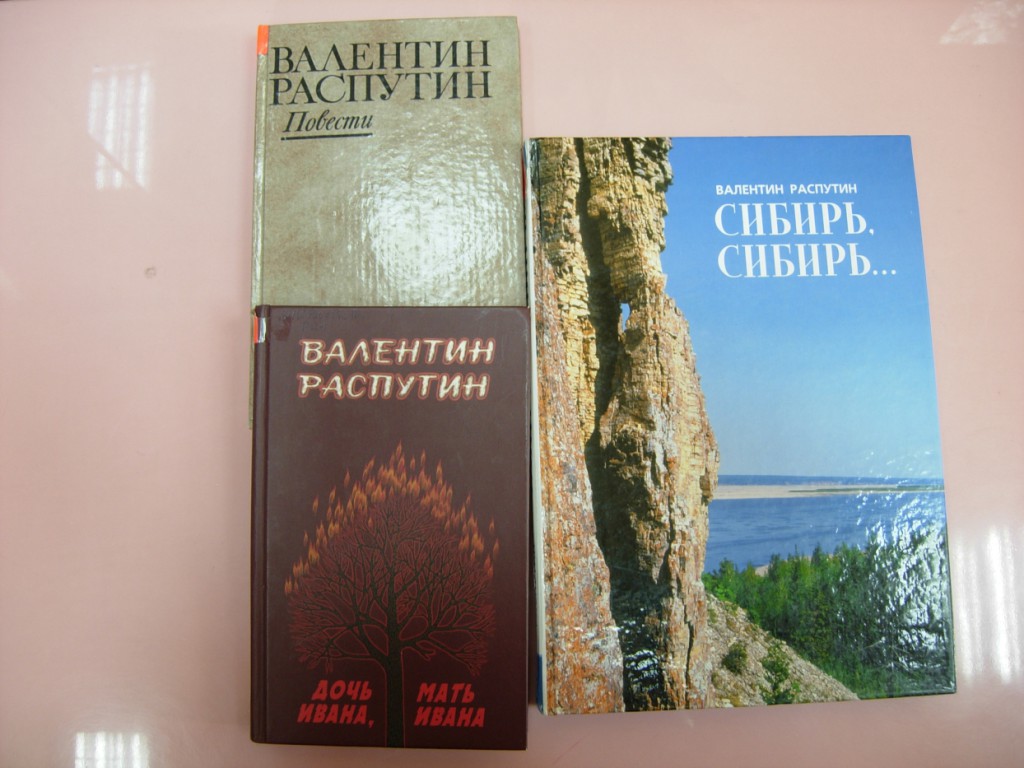 ВАЛЕНТИН
РАСПУТИН
Повести
ВАЛЕНТИН РАСПУТИН
СИБИРЬ,
СИБИРЬ...
ВАЛЕНТИН
РАСПУТИН
ДОЧЬ
ИВАНА,
МАТЬ
ИВАНА